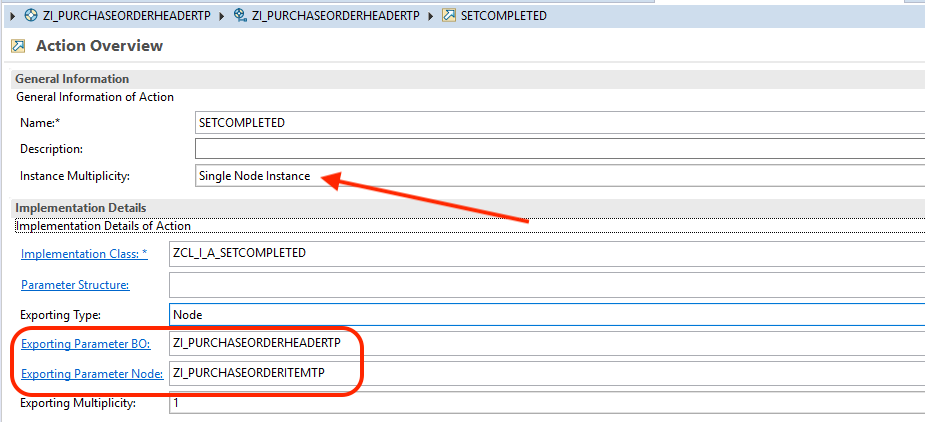 ZI_PURCHASEORDERHEADERTP ZI_PURCHASEORDERHEADERTP SETCOMPLETED
Action Overview
General Information
General Information of Action
Name:* SETCOMPLETED
Description:
Instance Multiplicity: Single Node Instance
Implementation Details
Implementation Details of Action
Implementation Class: * ZCL_I_A_SETCOMPLETED
Parameter Structure:
Exporting Type: Node
Exporting Parameter BO: ZI_PURCHASEORDERHEADERTP
Exporting Parameter Node: ZI_PURCHASEORDERITEMTP
Exporting Multiplicity: 1